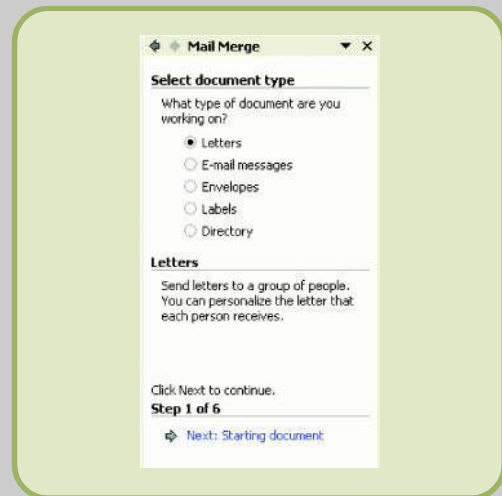 Mail Merge
Select document type
What type of document are you
working on?
Letters
E-mail messages
Envelopes
Labels
Directory
Letters
Send letters to a group of people.
You can personalize the letter that
each person receives.
Click Next to continue.
Step 1 of 6
Next: Starting document